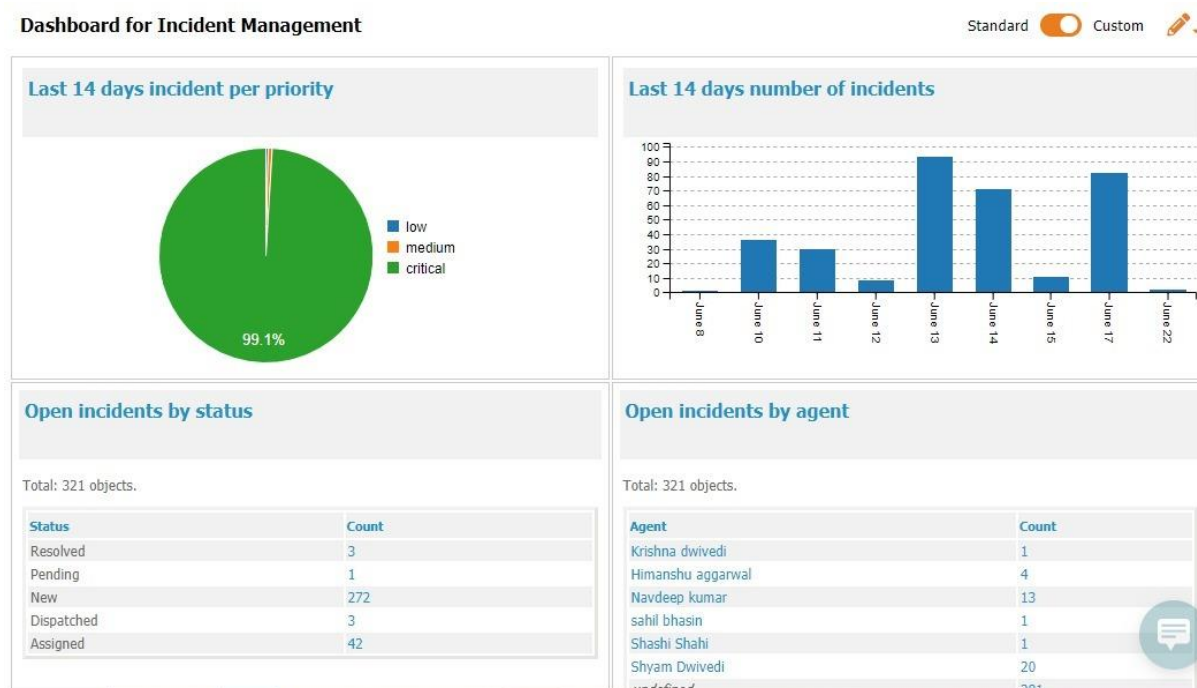 Dashboard for Incident Management
Standard Custom
Last 14 days incident per priority
low
medium
critical
99.1%
Last 14 days number of incidents
100
90
80
70
60
50
40
30
20
10
0
June 8
June 10
June 11
June 12
June 13
June 14
June 15
June 17
June 22
Open incidents by status
Total: 321 objects.
Status Count
Resolved 3
Pending 1
New 272
Dispatched 3
Assigned 42
Open incidents by agent
Total: 321 objects.
Agent Count
Krishna dwivedi 1
Himanshu aggarwal 4
Navdeep kumar 13
sahil bhasin 1
Shashi Shahi 1
Shyam Dwivedi 20
undefined 281